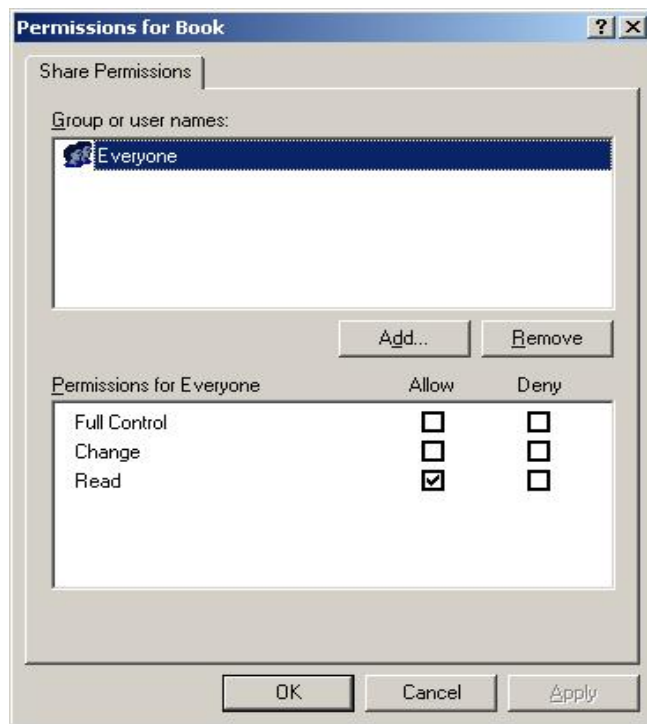 Permissions for Book
Share Permissions
Group or user names:
Everyone
Add... Remove
Permissions for Everyone Allow Deny
Full Control
Change
Read
OK Cancel Apply